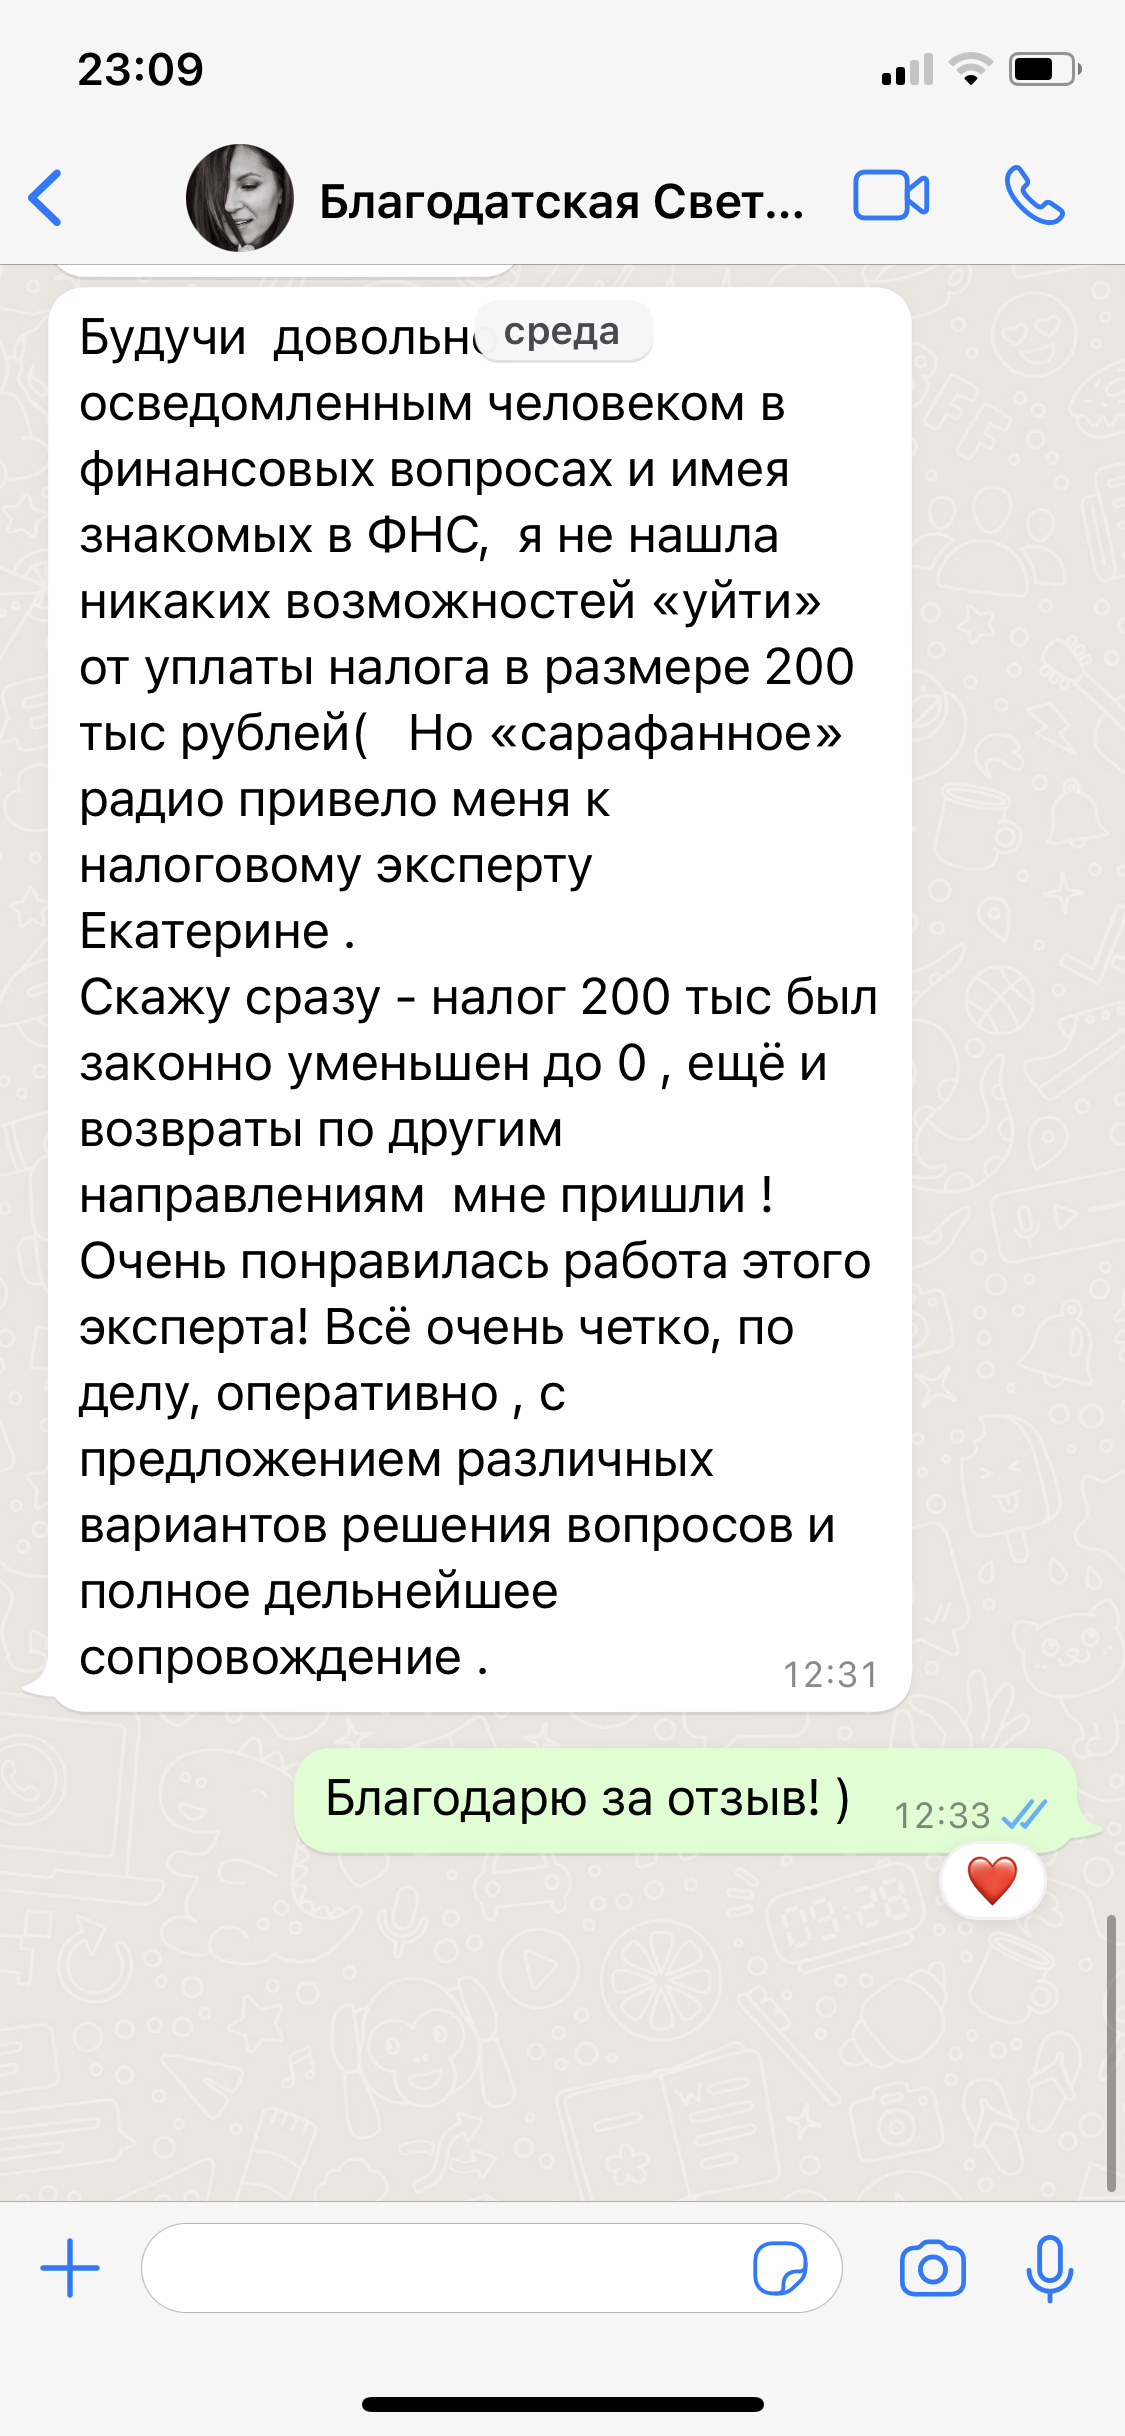 23:09
Благодатская Свет...
среда
Будучи  довольно
осведомленным человеком в
финансовых вопросах и имея
знакомых в ФНС,  я не нашла
никаких возможностей «уйти»
от уплаты налога в размере 200
тыс рублей(   Но «сарафанное»
радио привело меня к
налоговому эксперту
Екатерине .
Скажу сразу - налог 200 тыс был
законно уменьшен до 0 , ещё и
возвраты по другим
направлениям  мне пришли !
Очень понравилась работа этого
эксперта! Всё очень четко, по
делу, оперативно , с
предложением различных
вариантов решения вопросов и
полное дельнейшее
сопровождение .
12:31
Благодарю за отзыв! )
12:33